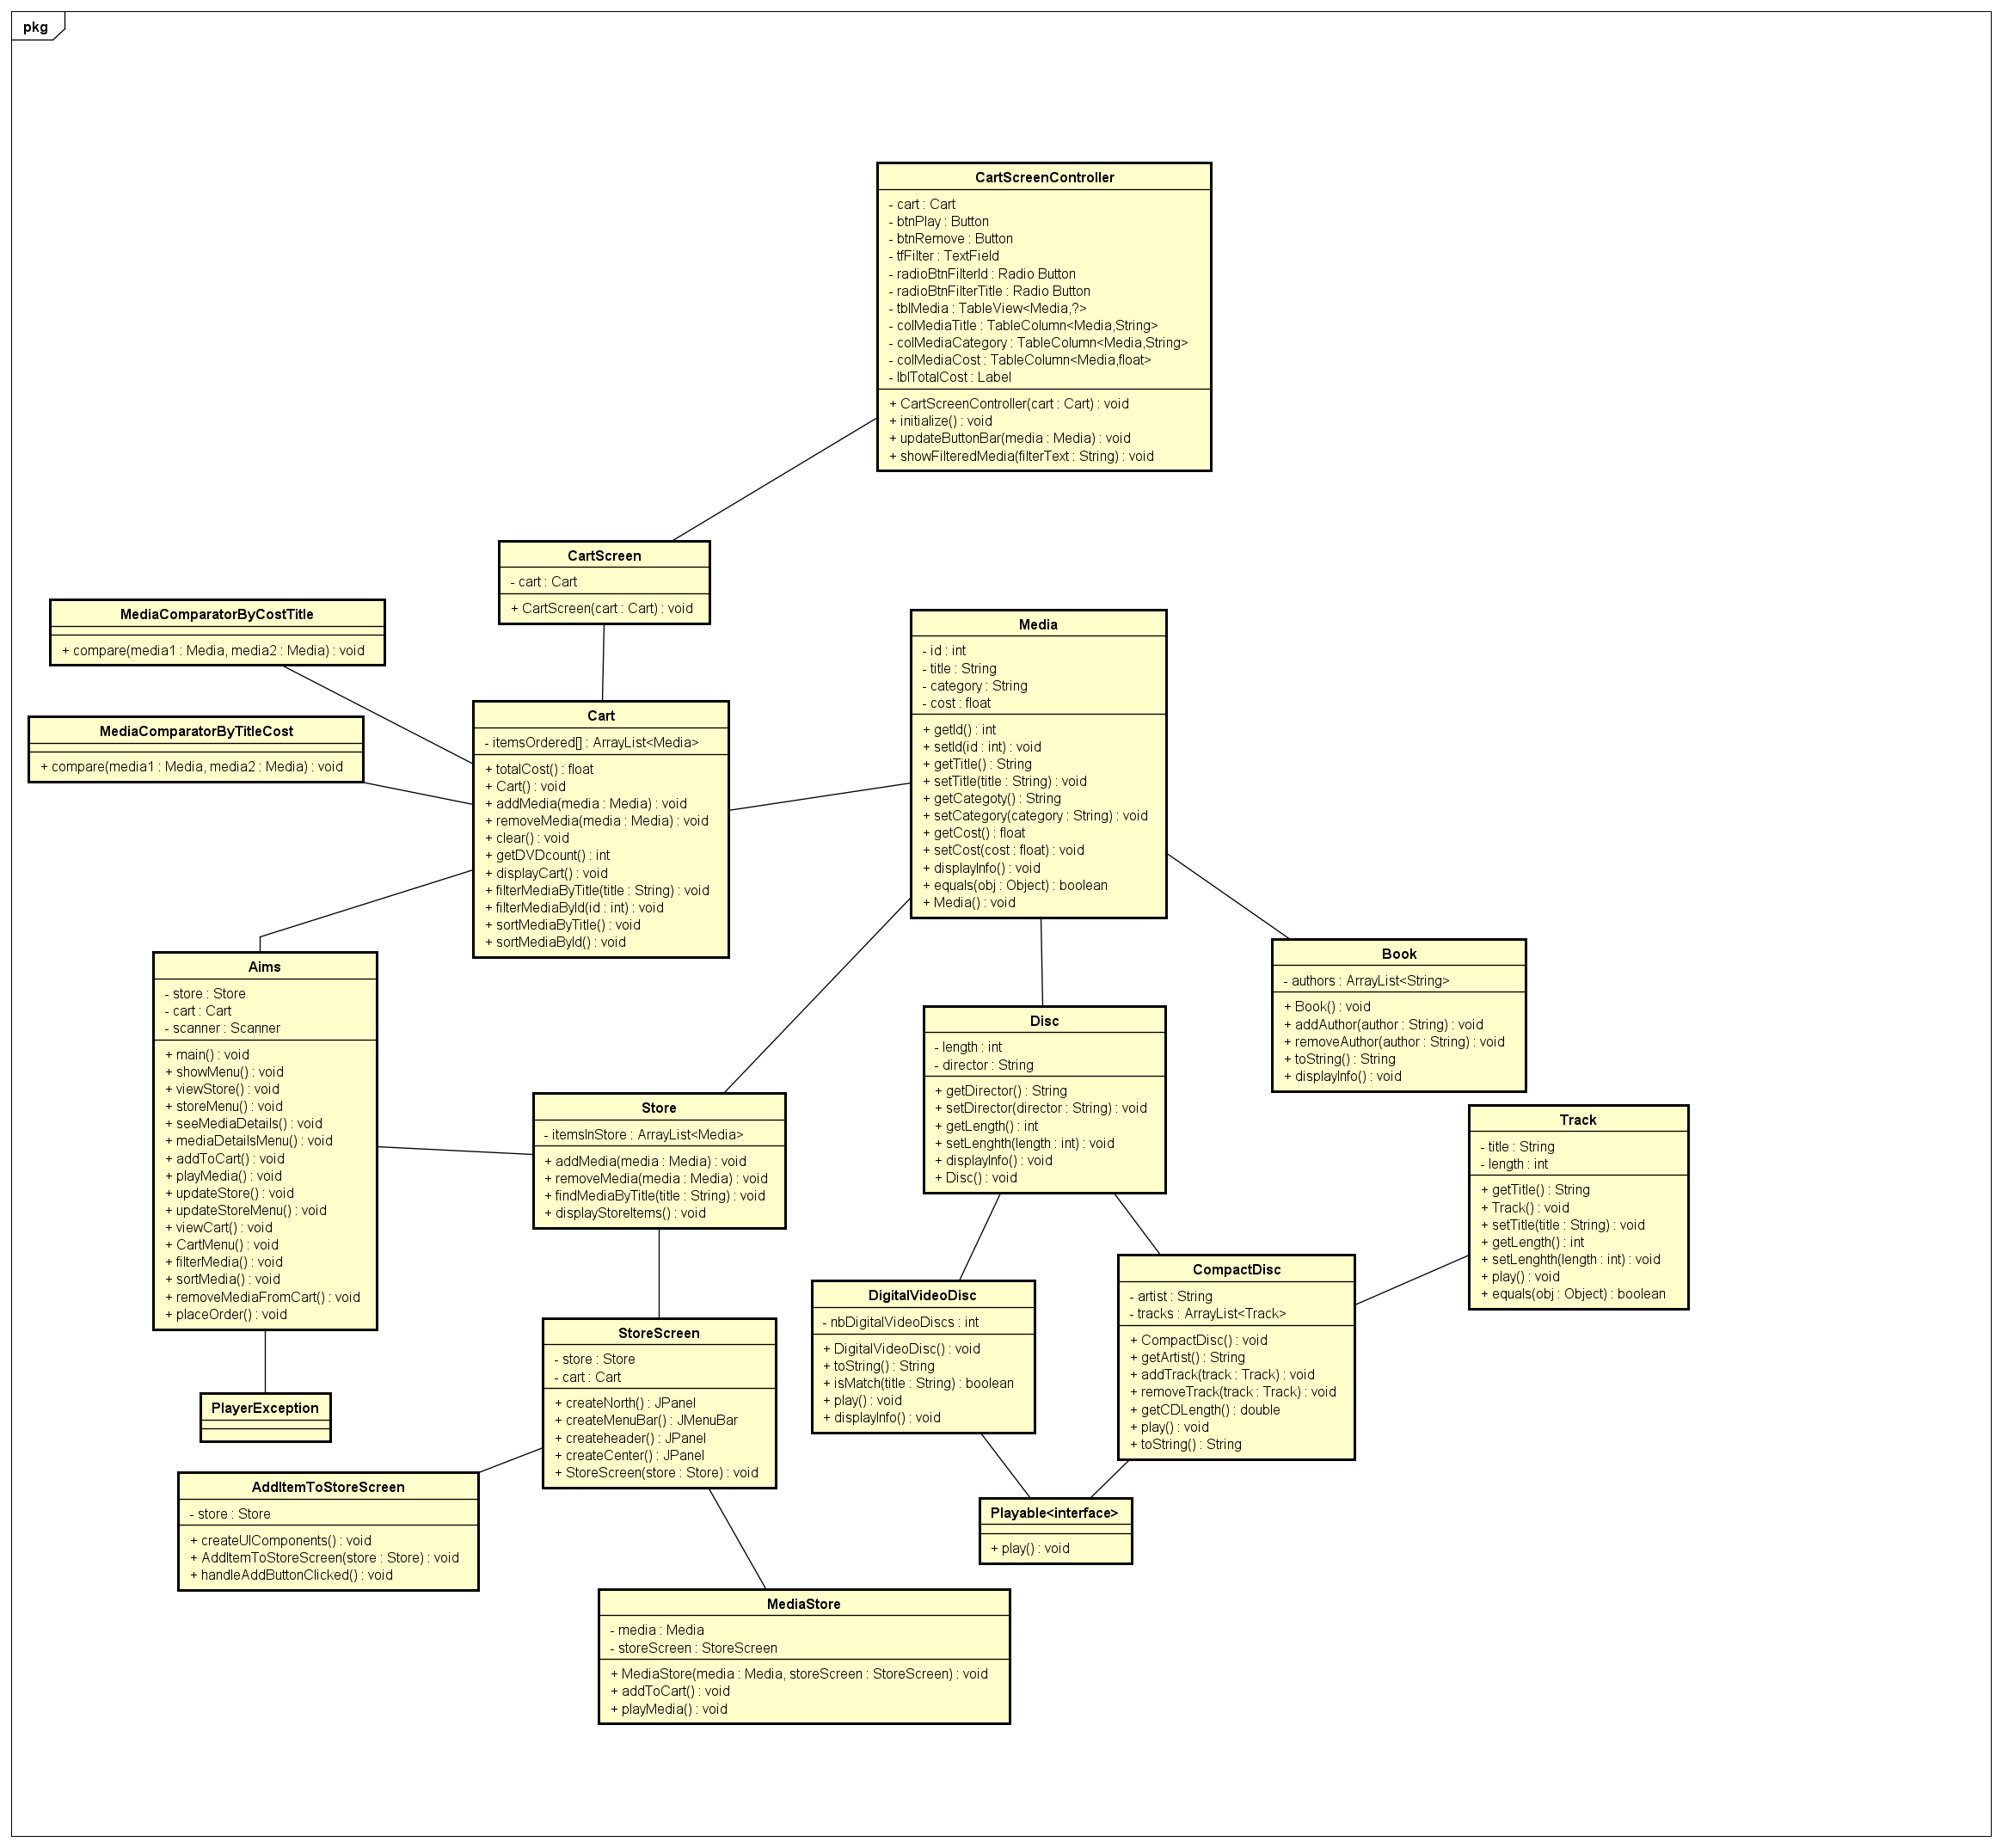 pkg
CartScreenController
- cart : Cart
- btnPlay : Button
- btnRemove : Button
- tfFilter : TextField
- radioBtnFilterId : Radio Button
- radioBtnFilterTitle : Radio Button
- tblMedia : TableView<Media,?>
- colMediaTitle : TableColumn<Media,String>
- colMediaCategory : TableColumn<Media,String>
- colMediaCost : TableColumn<Media,float>
- lblTotalCost : Label
+ CartScreenController(cart : Cart) : void
+ initialize() : void
+ updateButtonBar(media : Media) : void
+ showFilteredMedia(filterText : String) : void
CartScreen
- cart : Cart
+ CartScreen(cart : Cart) : void
MediaComparatorByCostTitle
+ compare(media1 : Media, media2 : Media) : void
MediaComparatorByTitleCost
+ compare(media1 : Media, media2 : Media) : void
Cart
- itemsOrdered[] : ArrayList<Media>
+ totalCost() : float
+ Cart() : void
+ addMedia(media : Media) : void
+ removeMedia(media : Media) : void
+ clear() : void
+ getDVDcount() : int
+ displayCart() : void
+ filterMediaByTitle(title : String) : void
+ filterMediaById(id : int) : void
+ sortMediaByTitle() : void
+ sortMediaById() : void
Media
- id : int
- title : String
- category : String
- cost : float
+ getId() : int
+ setId(id : int) : void
+ getTitle() : String
+ setTitle(title : String) : void
+ getCategoty() : String
+ setCategory(category : String) : void
+ getCost() : float
+ setCost(cost : float) : void
+ displayInfo() : void
+ equals(obj : Object) : boolean
+ Media() : void
Book
- authors : ArrayList<String>
+ Book() : void
+ addAuthor(author : String) : void
+ removeAuthor(author : String) : void
+ toString() : String
+ displayInfo() : void
Aims
- store : Store
- cart : Cart
- scanner : Scanner
+ main() : void
+ showMenu() : void
+ viewStore() : void
+ storeMenu() : void
+ seeMediaDetails() : void
+ mediaDetailsMenu() : void
+ addToCart() : void
+ playMedia() : void
+ updateStore() : void
+ updateStoreMenu() : void
+ viewCart() : void
+ CartMenu() : void
+ filterMedia() : void
+ sortMedia() : void
+ removeMediaFromCart() : void
+ placeOrder() : void
Disc
- length : int
- director : String
+ getDirector() : String
+ setDirector(director : String) : void
+ getLength() : int
+ setLenghth(length : int) : void
+ displayInfo() : void
+ Disc() : void
Store
- itemsInStore : ArrayList<Media>
+ addMedia(media : Media) : void
+ removeMedia(media : Media) : void
+ findMediaByTitle(title : String) : void
+ displayStoreItems() : void
Track
- title : String
- length : int
+ getTitle() : String
+ Track() : void
+ setTitle(title : String) : void
+ getLength() : int
+ setLenghth(length : int) : void
+ play() : void
+ equals(obj : Object) : boolean
CompactDisc
- artist : String
- tracks : ArrayList<Track>
+ CompactDisc() : void
+ getArtist() : String
+ addTrack(track : Track) : void
+ removeTrack(track : Track) : void
+ getCDLength() : double
+ play() : void
+ toString() : String
DigitalVideoDisc
- nbDigitalVideoDiscs : int
+ DigitalVideoDisc() : void
+ toString() : String
+ isMatch(title : String) : boolean
+ play() : void
+ displayInfo() : void
StoreScreen
- store : Store
- cart : Cart
+ createNorth() : JPanel
+ createMenuBar() : JMenuBar
+ createheader() : JPanel
+ createCenter() : JPanel
+ StoreScreen(store : Store) : void
PlayerException
AddItemToStoreScreen
- store : Store
+ createUIComponents() : void
+ AddItemToStoreScreen(store : Store) : void
+ handleAddButtonClicked() : void
Playable<interface>
+ play() : void
MediaStore
- media : Media
- storeScreen : StoreScreen
+ MediaStore(media : Media, storeScreen : StoreScreen) : void
+ addToCart() : void
+ playMedia() : void